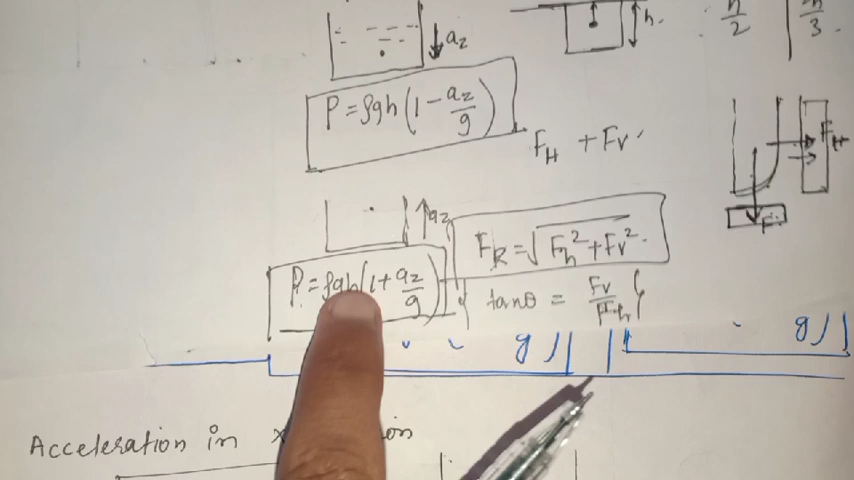 a_z
h.
h/2
h/3
P = ρgh(1 - a_z/g)
F_H + F_V
F_H
a_z
F_R = √F_h² + F_v².
P = ρgh(1 + a_z/g)
tanθ = F_v/F_h
g)
g)
Acceleration in